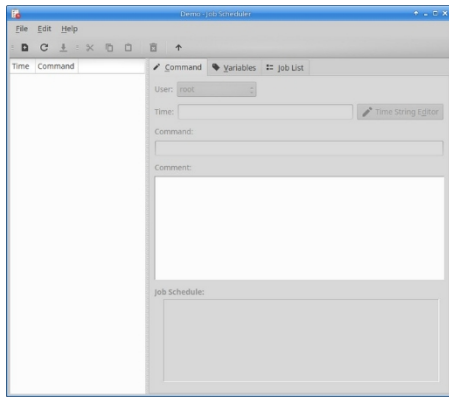 Demo - Job Scheduler
File Edit Help
Time Command
Command Variables Job List
User: root
Time: Time String Editor
Command:
Comment:
Job Schedule: